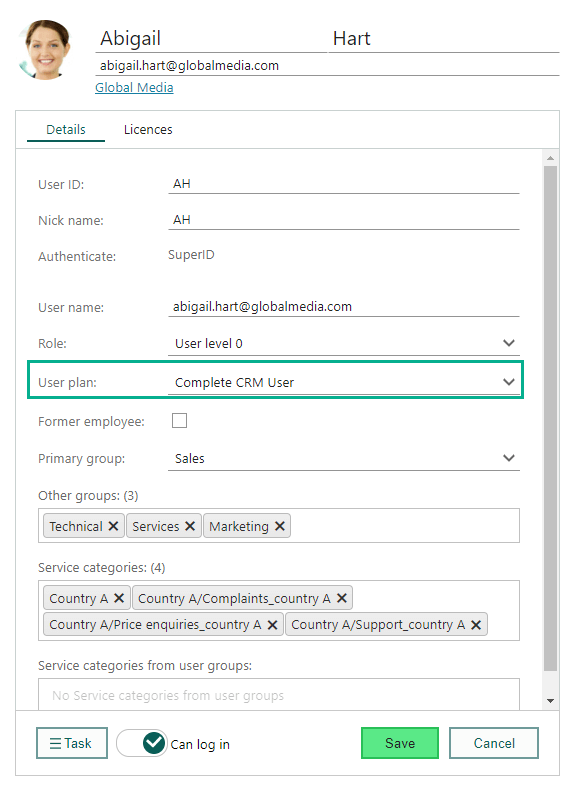 Abigail Hart
abigail.hart@globalmedia.com
Global Media
Details Licences
User ID: AH
Nick name: AH
Authenticate: SuperID
User name: abigail.hart@globalmedia.com
Role: User level 0
User plan: Complete CRM User
Former employee:
Primary group: Sales
Other groups: (3)
Technical Services Marketing
Service categories: (4)
Country A Country A/Complaints_country A
Country A/Price enquiries_country A Country A/Support_country A
Service categories from user groups:
No Service categories from user groups
Task Can log in Save Cancel